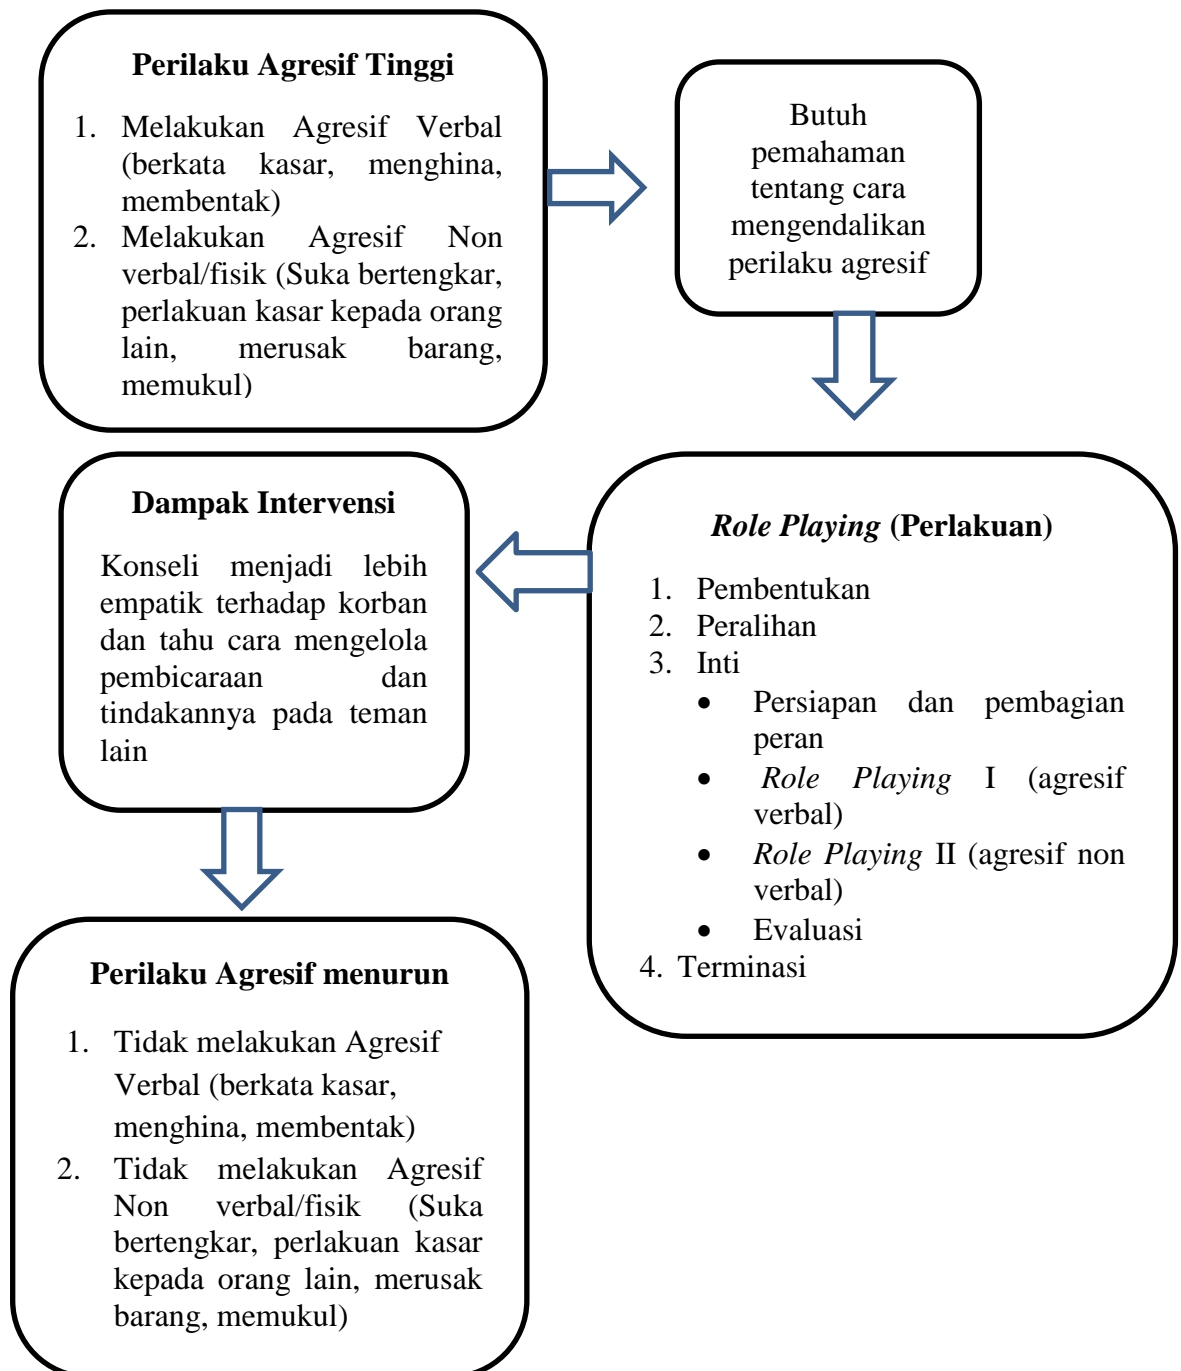 Perilaku Agresif Tinggi
1. Melakukan Agresif Verbal
(berkata kasar, menghina,
membentak)
2. Melakukan Agresif Non
verbal/fisik (Suka bertengkar,
perlakuan kasar kepada orang
lain, merusak barang,
memukul)
Butuh
pemahaman
tentang cara
mengendalikan
perilaku agresif
Role Playing (Perlakuan)
1. Pembentukan
2. Peralihan
3. Inti
• Persiapan dan pembagian
peran
• Role Playing I (agresif
verbal)
• Role Playing II (agresif non
verbal)
• Evaluasi
4. Terminasi
Dampak Intervensi
Konseli menjadi lebih
empatik terhadap korban
dan tahu cara mengelola
pembicaraan dan
tindakannya pada teman
lain
Perilaku Agresif menurun
1. Tidak melakukan Agresif
Verbal (berkata kasar,
menghina, membentak)
2. Tidak melakukan Agresif
Non verbal/fisik (Suka
bertengkar, perlakuan kasar
kepada orang lain, merusak
barang, memukul)